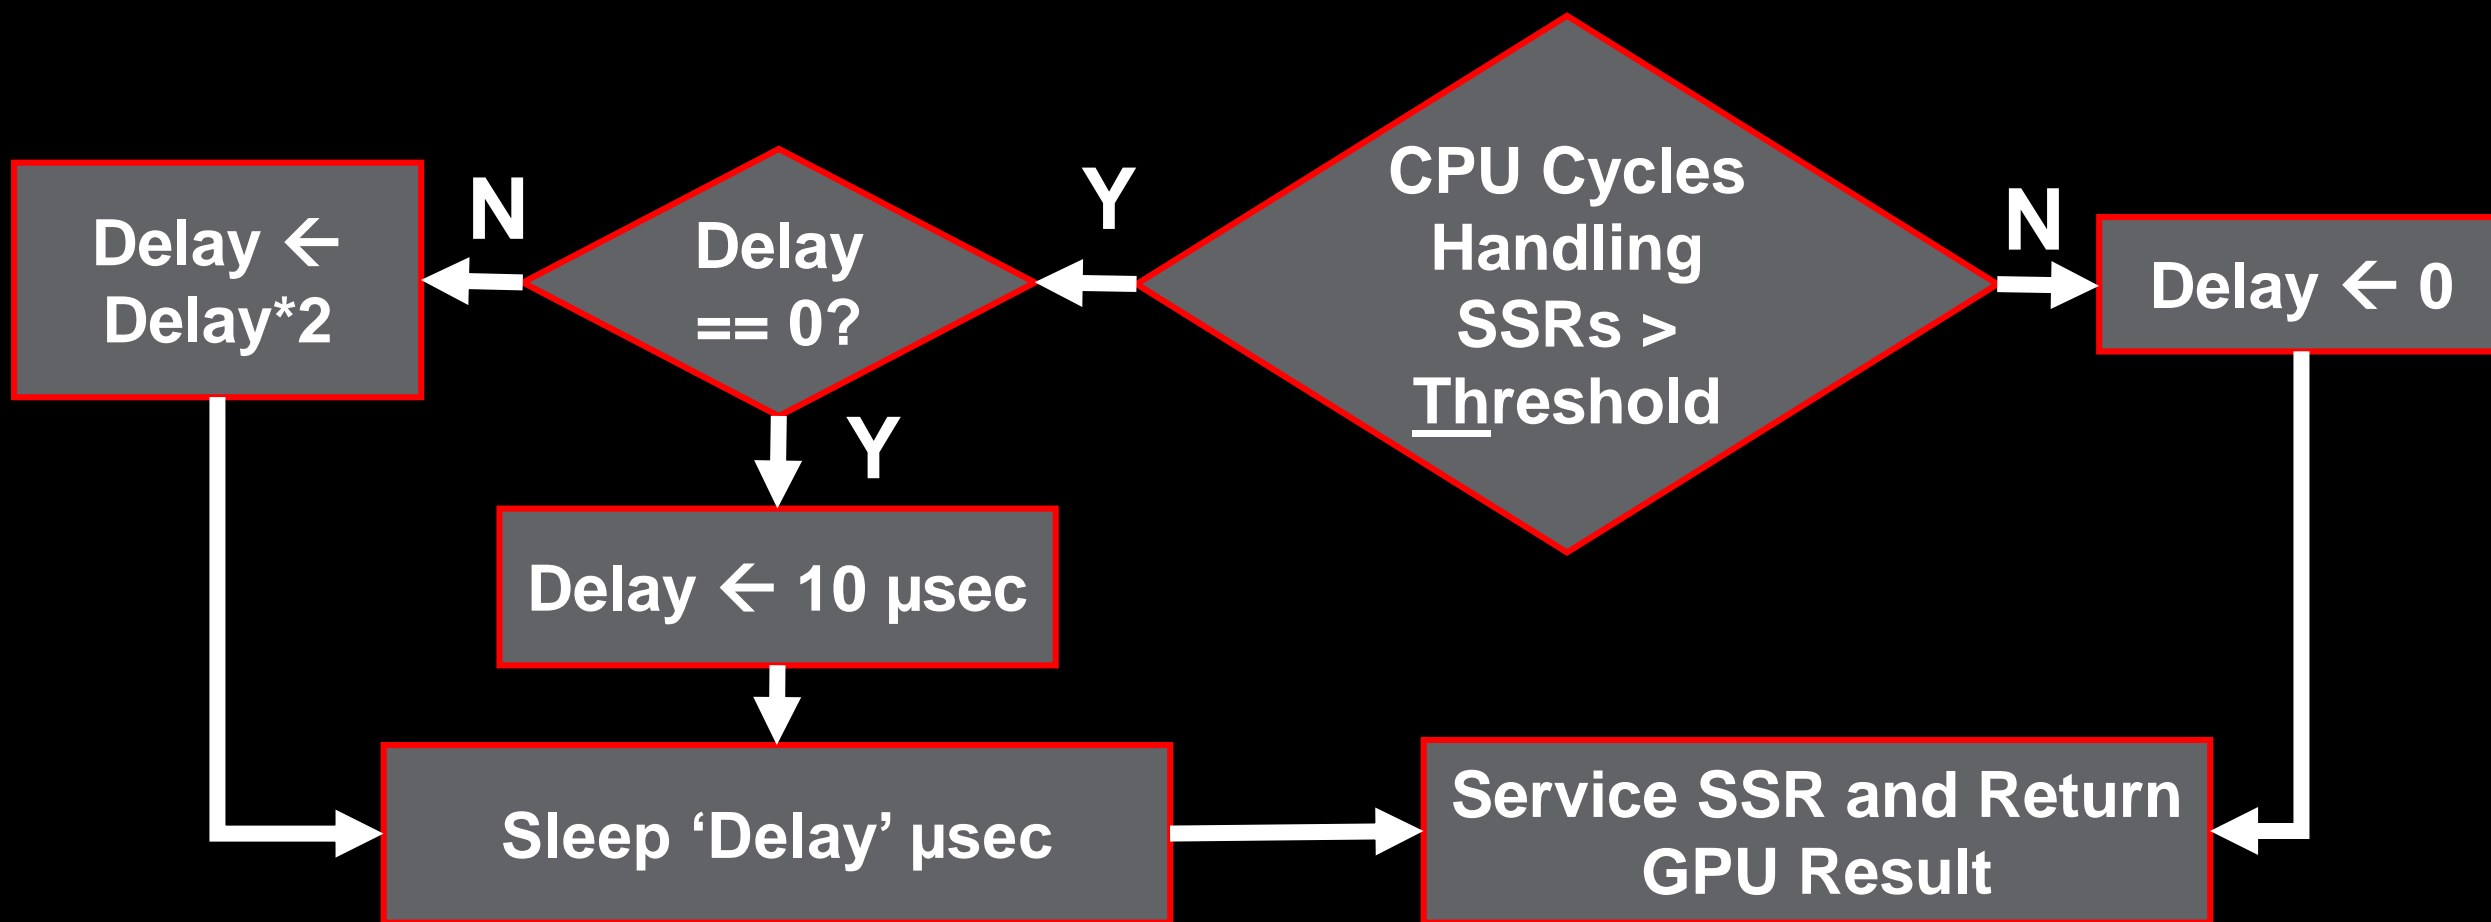 CPU Cycles
Handling
SSRs >
Threshold
Y
N
Delay
== 0?
N
Y
Delay ←
Delay*2
Delay ← 0
Delay ← 10 µsec
Sleep ‘Delay’ µsec
Service SSR and Return
GPU Result